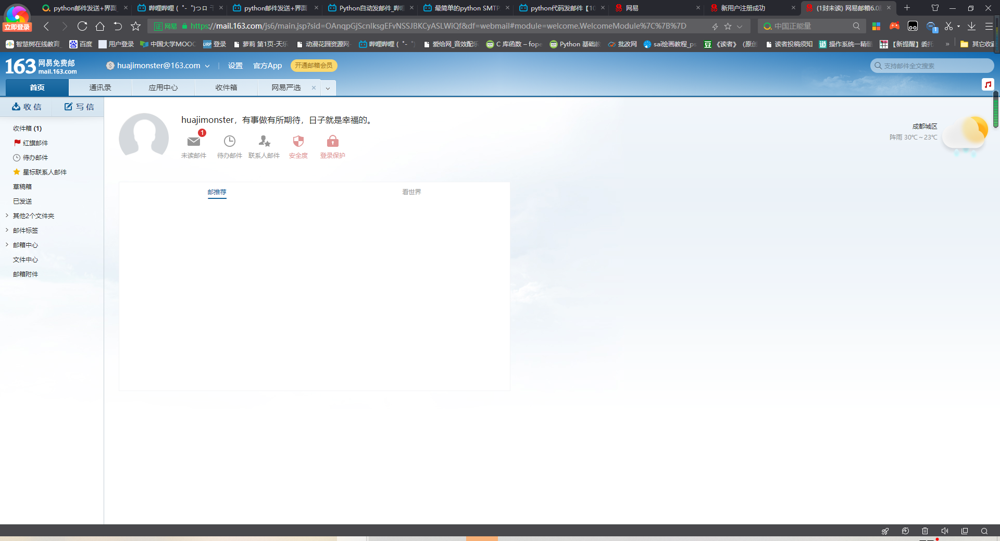 python邮件发送+界面
哔哩哔哩 (゜-゜)つロ 干
python邮件发送+界面
Python自动发邮件_哔
最简单的python SMTP
python代码发邮件【10
网易
新用户注册成功
(1封未读) 网易邮箱6.0
立即登录
证 网易
https://mail.163.com/js6/main.jsp?sid=OAnqpGjScnIksgEFvNSSJBKCyASLWiQf&df=webmail#module=welcome.WelcomeModule%7C%7B%7D
中国正能量
1
智慧树在线教育
百度
用户登录
中国大学MOOC
URP 登录
萝莉 第1页-天乐
动漫花园资源网
哔哩哔哩 (゜-゜)
爱给网_音效配乐
C 库函数 – fope
Python 基础教
批改网
sai绘画教程_ps
豆 《读者》（原创
读者投稿须知
道 操作系统—精髓
【新提醒】委托
»
其它收藏
163 网易免费邮
mail.163.com
huajimonster@163.com
设置
官方App
开通邮箱会员
支持邮件全文搜索
首页
通讯录
应用中心
收件箱
网易严选
收 信
写 信
收件箱 (1)
红旗邮件
待办邮件
星标联系人邮件
草稿箱
已发送
其他2个文件夹
邮件标签
邮箱中心
文件中心
邮箱附件
huajimonster，有事做有所期待，日子就是幸福的。
1
未读邮件
待办邮件
联系人邮件
安全度
登录保护
成都城区
阵雨 30℃～23℃
邮推荐
看世界